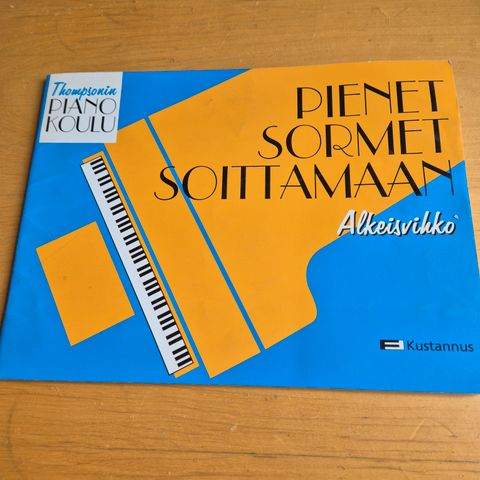 Thompsonin
PIANO
KOULU
PIENET
SORMET
SOITTAMAAN
Alkeisvihko
Kustannus